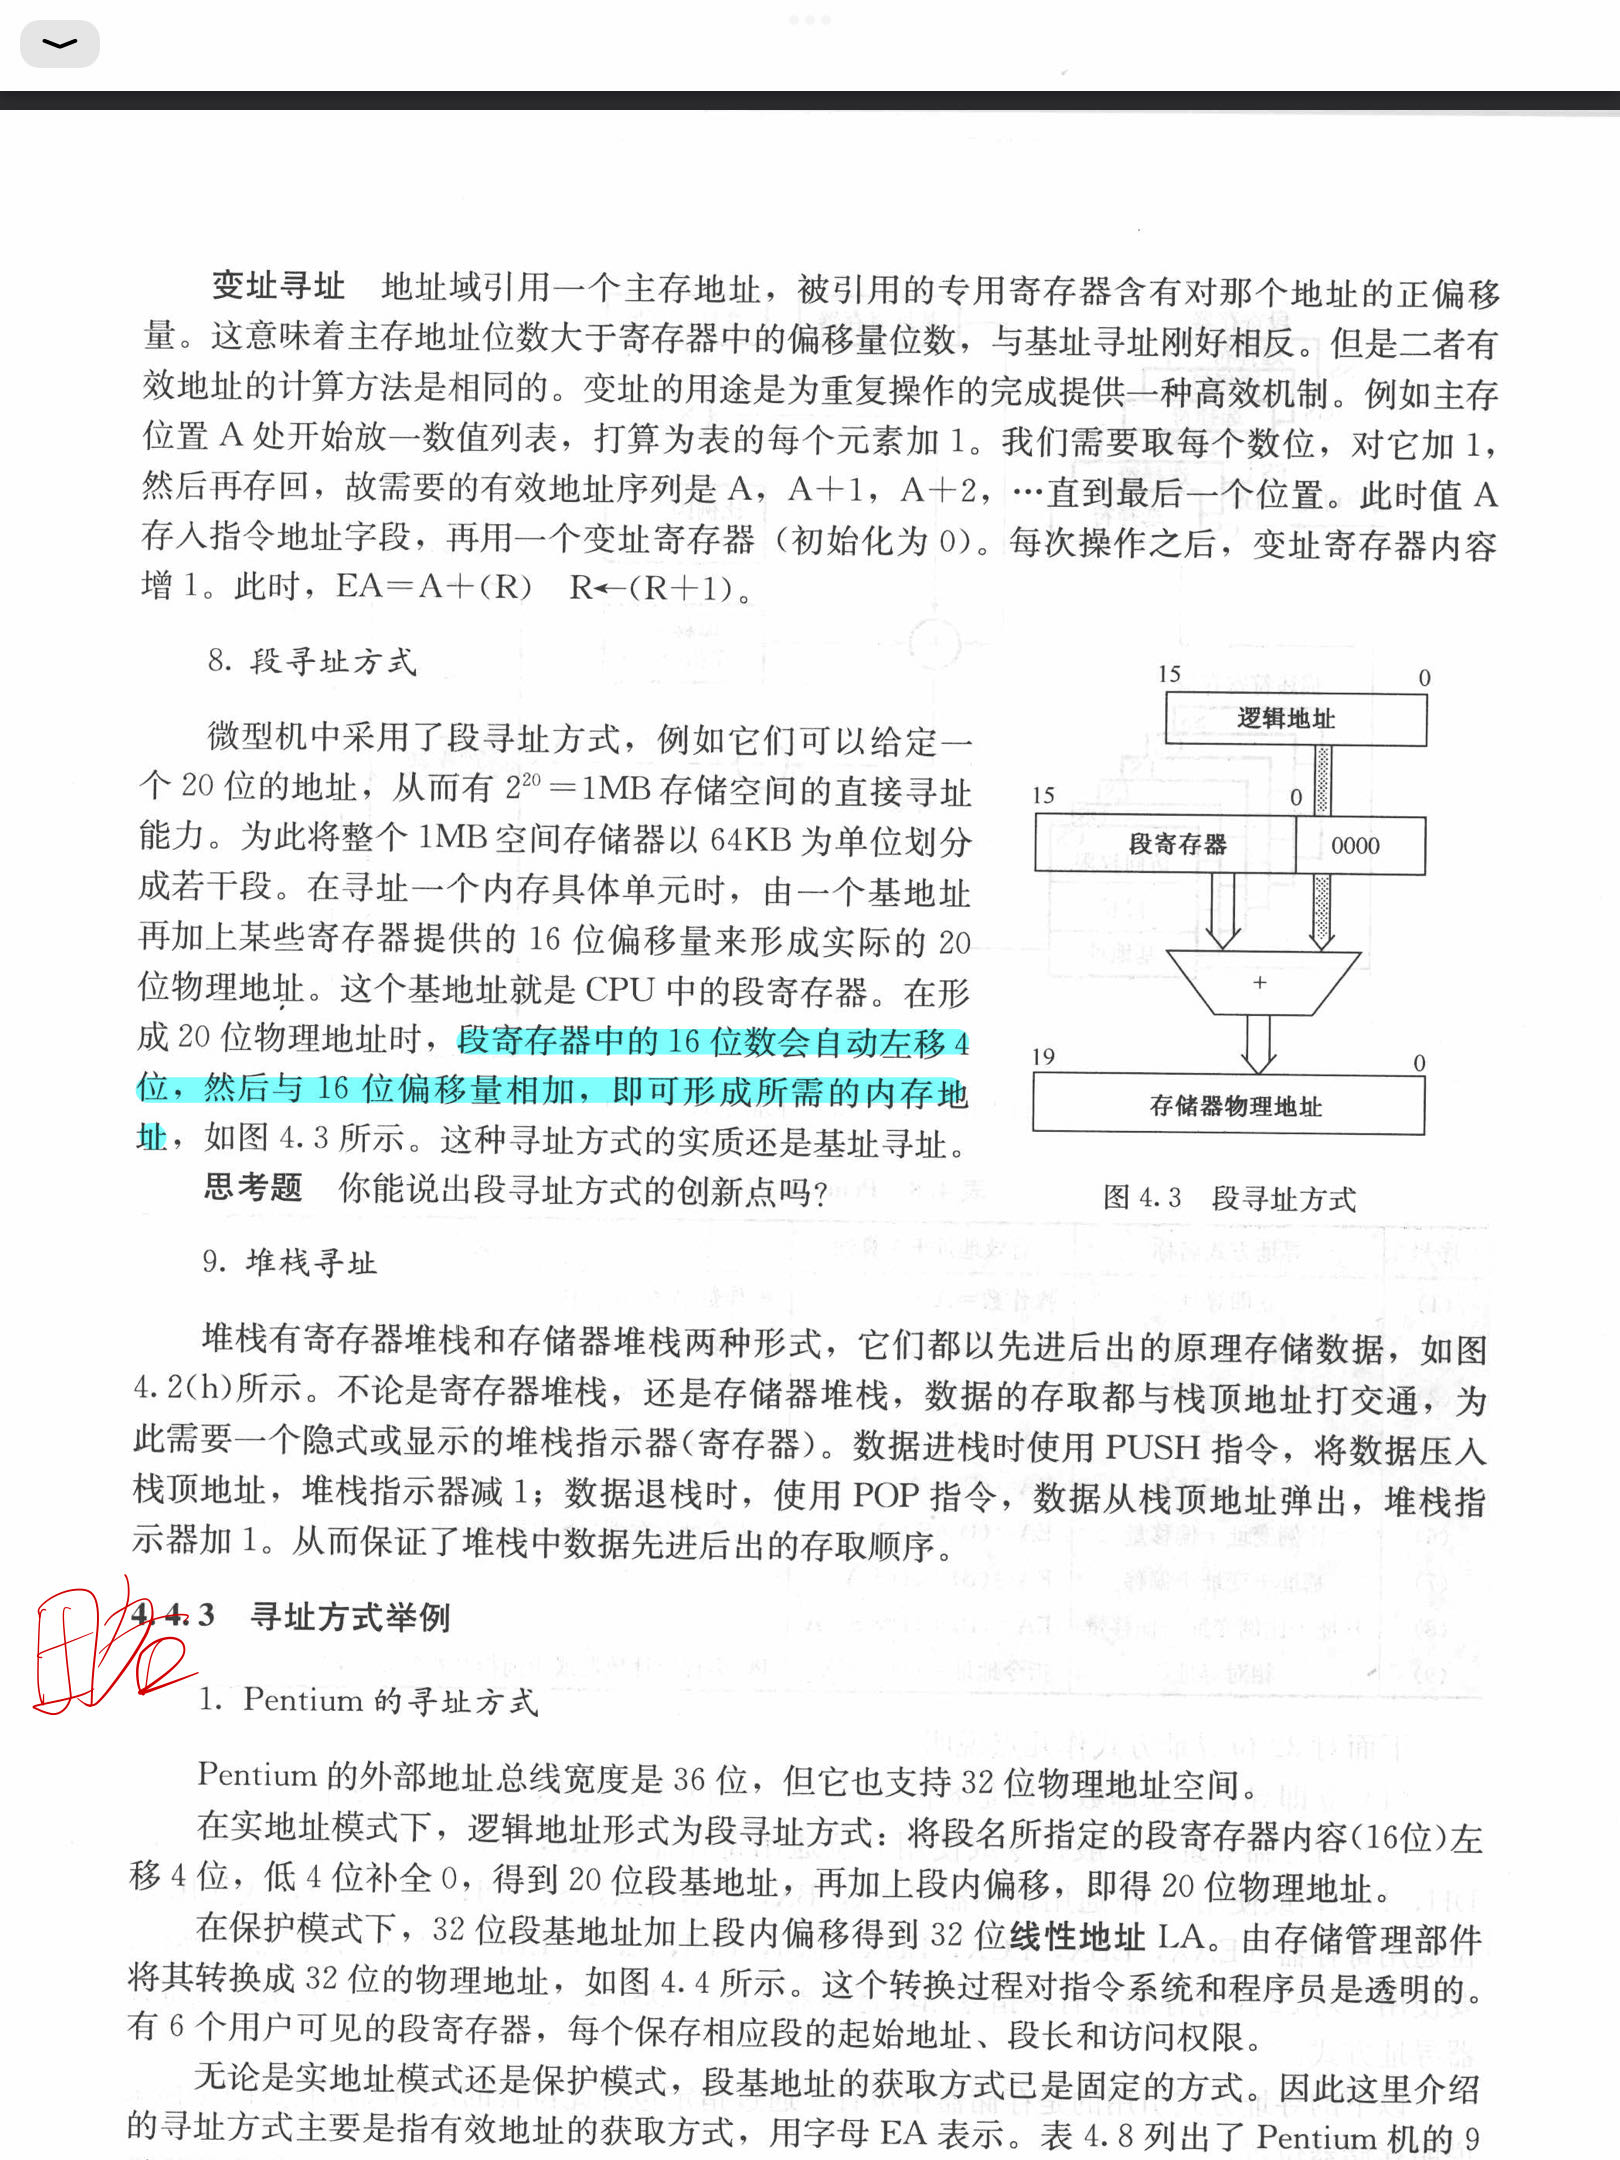 变址寻址 地址域引用一个主存地址，被引用的专用寄存器含有对那个地址的正偏移
量。这意味着主存地址位数大于寄存器中的偏移量位数，与基址寻址刚好相反。但是二者有
效地址的计算方法是相同的。变址的用途是为重复操作的完成提供一种高效机制。例如主存
位置 A 处开始放一数值列表，打算为表的每个元素加 1。我们需要取每个数位，对它加 1，
然后再存回，故需要的有效地址序列是 A，A+1，A+2，…直到最后一个位置。此时值 A
存入指令地址字段，再用一个变址寄存器（初始化为 0）。每次操作之后，变址寄存器内容
增 1。此时，EA=A+(R) R←(R+1)。
8. 段寻址方式
微型机中采用了段寻址方式，例如它们可以给定一
个 20 位的地址，从而有 2²⁰=1MB 存储空间的直接寻址
能力。为此将整个 1MB 空间存储器以 64KB 为单位划分
成若干段。在寻址一个内存具体单元时，由一个基地址
再加上某些寄存器提供的 16 位偏移量来形成实际的 20
位物理地址。这个基地址就是 CPU 中的段寄存器。在形
成 20 位物理地址时，段寄存器中的 16 位数会自动左移 4
位，然后与 16 位偏移量相加，即可形成所需的内存地
址，如图 4.3 所示。这种寻址方式的实质还是基址寻址。
思考题 你能说出段寻址方式的创新点吗?
15 0
逻辑地址
15 0
段寄存器 0000
+
19 0
存储器物理地址
图 4.3 段寻址方式
9. 堆栈寻址
堆栈有寄存器堆栈和存储器堆栈两种形式，它们都以先进后出的原理存储数据，如图
4.2(h)所示。不论是寄存器堆栈，还是存储器堆栈，数据的存取都与栈顶地址打交通，为
此需要一个隐式或显示的堆栈指示器(寄存器)。数据进栈时使用 PUSH 指令，将数据压入
栈顶地址，堆栈指示器减 1；数据退栈时，使用 POP 指令，数据从栈顶地址弹出，堆栈指
示器加 1。从而保证了堆栈中数据先进后出的存取顺序。
4.4.3 寻址方式举例
1. Pentium 的寻址方式
Pentium 的外部地址总线宽度是 36 位，但它也支持 32 位物理地址空间。
在实地址模式下，逻辑地址形式为段寻址方式：将段名所指定的段寄存器内容(16位)左
移 4 位，低 4 位补全 0，得到 20 位段基地址，再加上段内偏移，即得 20 位物理地址。
在保护模式下，32 位段基地址加上段内偏移得到 32 位线性地址 LA。由存储管理部件
将其转换成 32 位的物理地址，如图 4.4 所示。这个转换过程对指令系统和程序员是透明的。
有 6 个用户可见的段寄存器，每个保存相应段的起始地址、段长和访问权限。
无论是实地址模式还是保护模式，段基地址的获取方式已是固定的方式。因此这里介绍
的寻址方式主要是指有效地址的获取方式，用字母 EA 表示。表 4.8 列出了 Pentium 机的 9